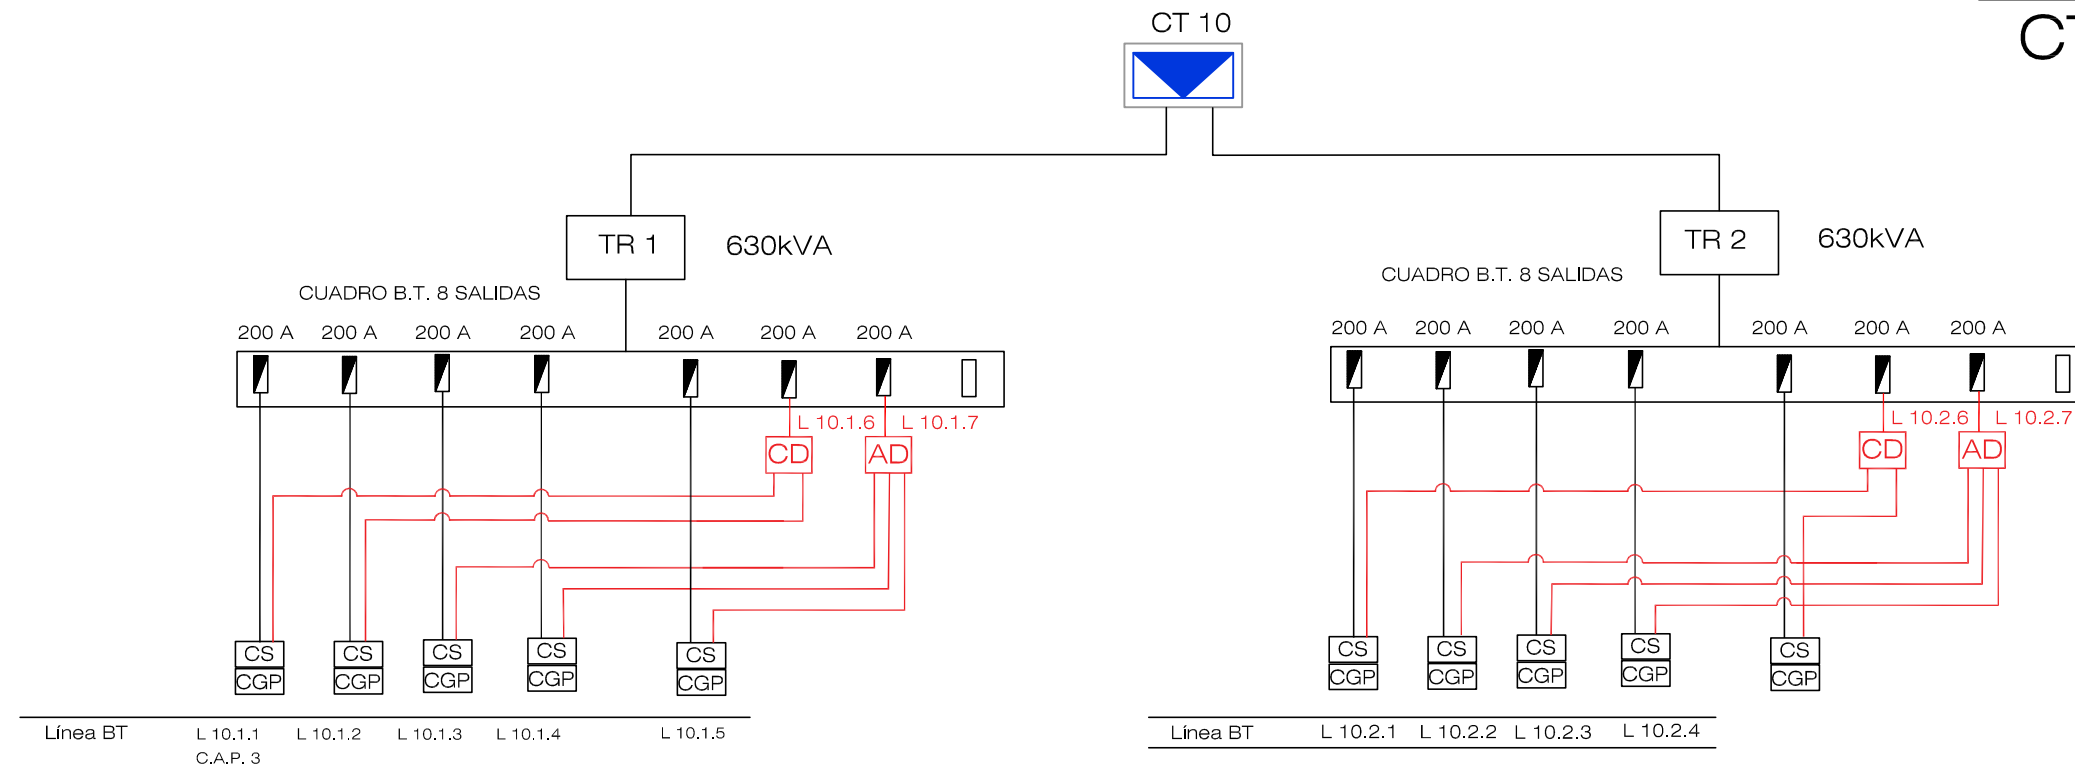 CT 10
CT
TR 1
630kVA
TR 2
630kVA
CUADRO B.T. 8 SALIDAS
CUADRO B.T. 8 SALIDAS
200 A 200 A 200 A 200 A 200 A 200 A 200 A
200 A 200 A 200 A 200 A 200 A 200 A 200 A
L 10.1.6 L 10.1.7
L 10.2.6 L 10.2.7
CD AD
CD AD
CS CS CS CS CS
CGP CGP CGP CGP CGP
CS CS CS CS CS
CGP CGP CGP CGP CGP
Línea BT L 10.1.1 L 10.1.2 L 10.1.3 L 10.1.4 L 10.1.5
C.A.P. 3
Línea BT L 10.2.1 L 10.2.2 L 10.2.3 L 10.2.4